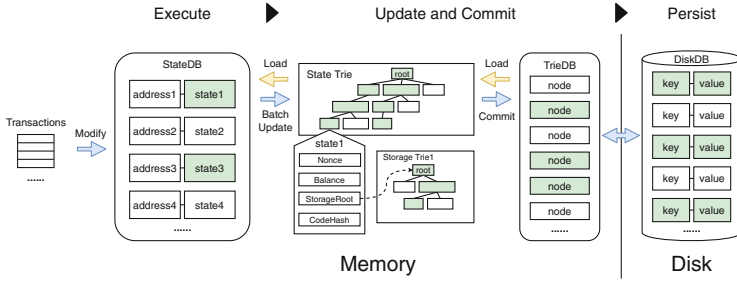 Execute
Update and Commit
Persist
StateDB
address1
state1
address2
state2
address3
state3
address4
state4
......
Transactions
......
Modify
Load
Batch
Update
State Trie
root
state1
Nonce
Balance
StorageRoot
CodeHash
Storage Trie1
root
Load
Commit
TrieDB
node
node
node
node
node
node
......
DiskDB
key
value
key
value
key
value
key
value
key
value
......
Memory
Disk